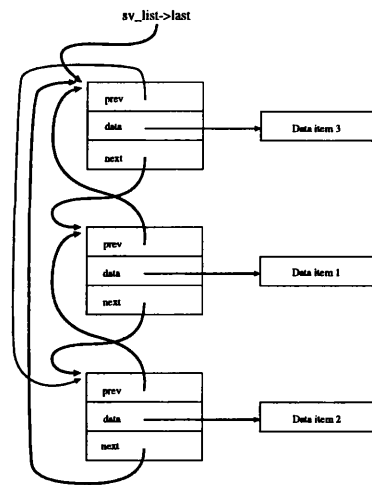 sv_list->last
prev
data
Data item 3
next
prev
data
Data item 1
next
prev
data
Data item 2
next